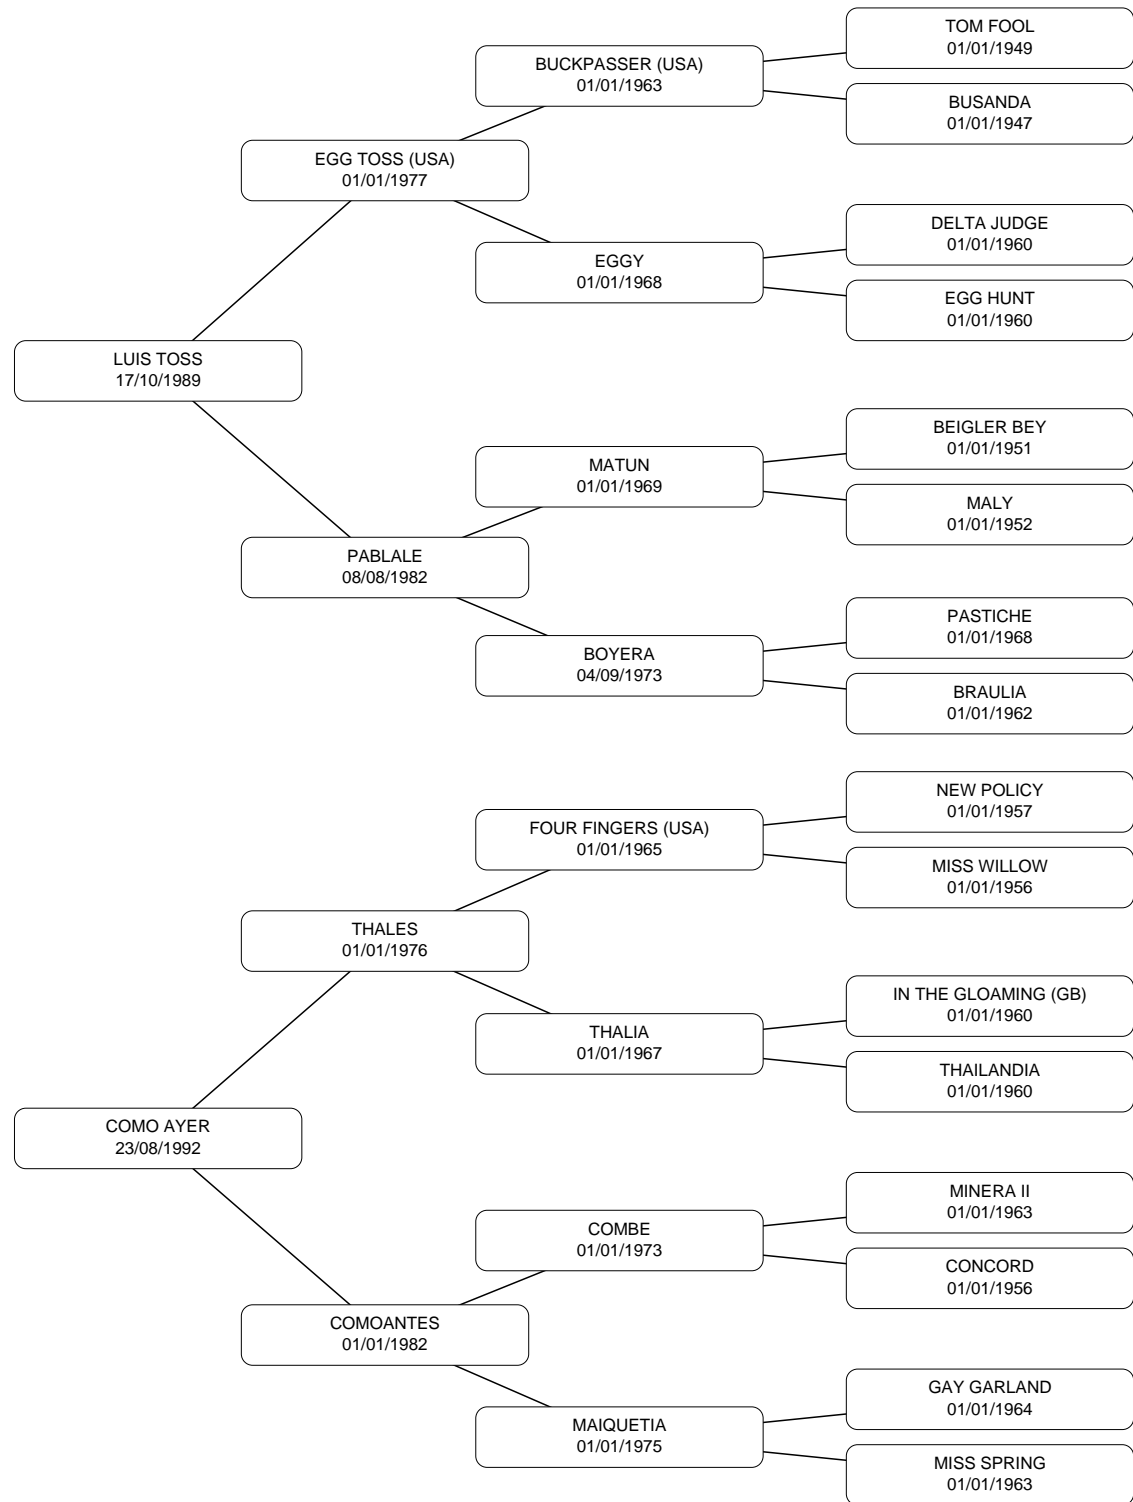 TOM FOOL
01/01/1949
BUCKPASSER (USA)
01/01/1963
BUSANDA
01/01/1947
EGG TOSS (USA)
01/01/1977
DELTA JUDGE
01/01/1960
EGGY
01/01/1968
EGG HUNT
01/01/1960
LUIS TOSS
17/10/1989
BEIGLER BEY
01/01/1951
MATUN
01/01/1969
MALY
01/01/1952
PABLALE
08/08/1982
PASTICHE
01/01/1968
BOYERA
04/09/1973
BRAULIA
01/01/1962
NEW POLICY
01/01/1957
FOUR FINGERS (USA)
01/01/1965
MISS WILLOW
01/01/1956
THALES
01/01/1976
IN THE GLOAMING (GB)
01/01/1960
THALIA
01/01/1967
THAILANDIA
01/01/1960
COMO AYER
23/08/1992
MINERA II
01/01/1963
COMBE
01/01/1973
CONCORD
01/01/1956
COMOANTES
01/01/1982
GAY GARLAND
01/01/1964
MAIQUETIA
01/01/1975
MISS SPRING
01/01/1963